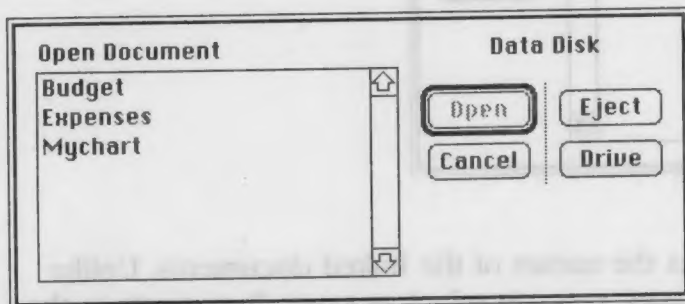 Open Document
Budget
Expenses
Mychart
Data Disk
Open
Eject
Cancel
Drive